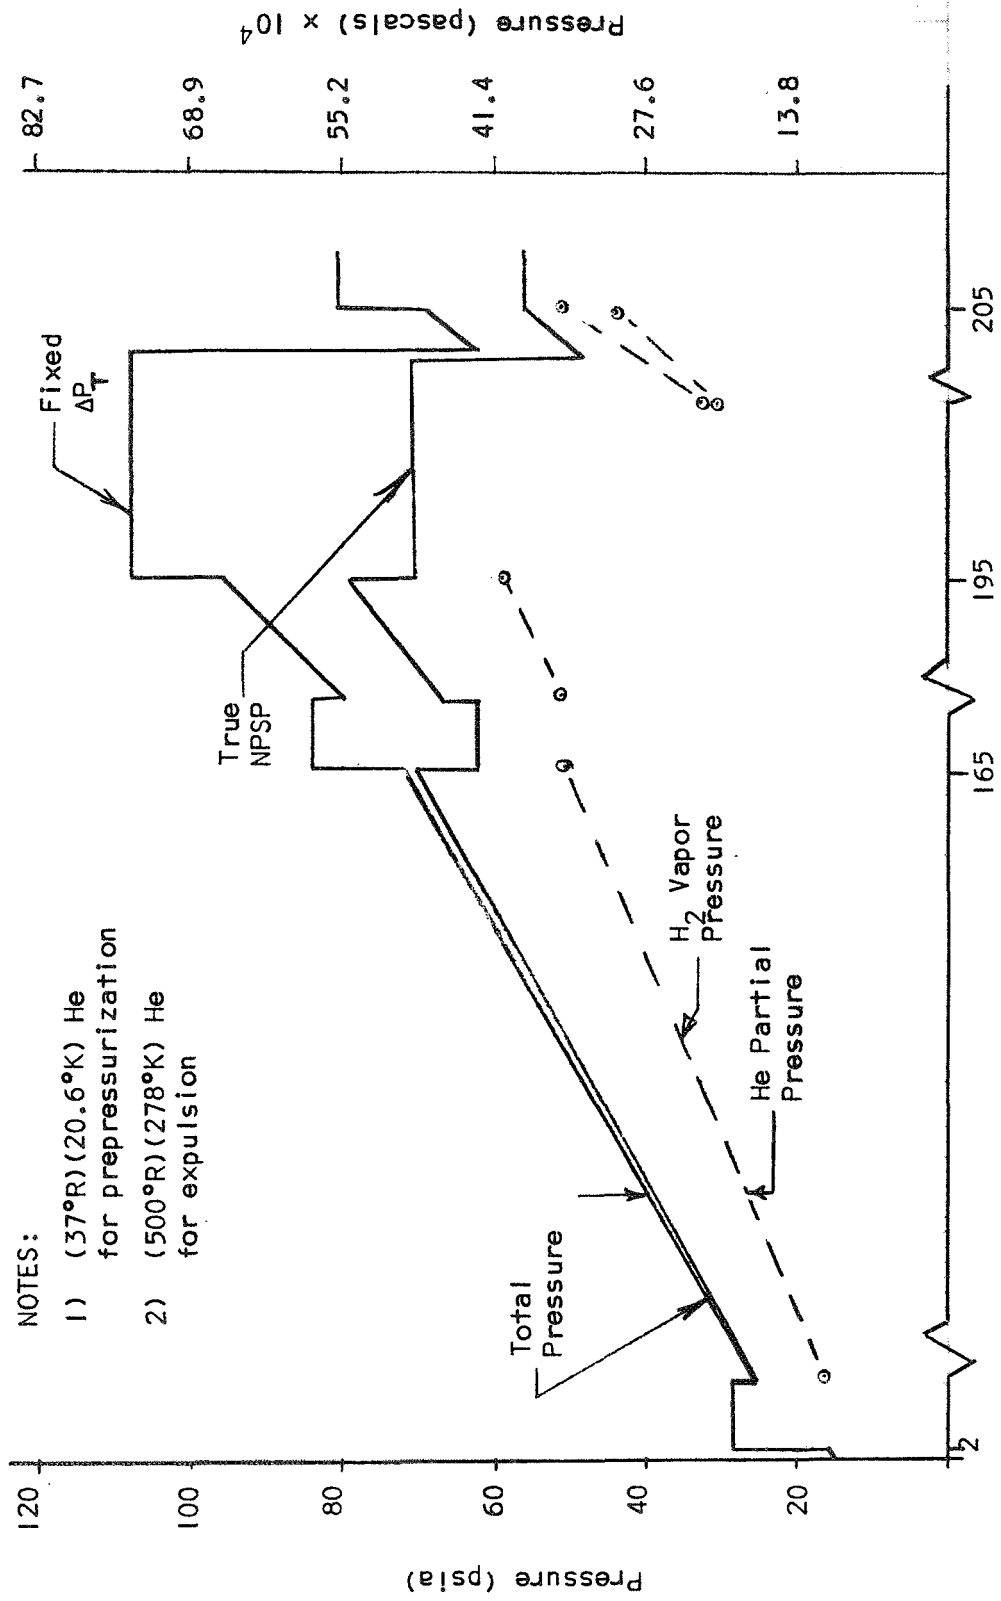 NOTES:
1) (37°R)(20.6°K) He
for prepressurization
2) (500°R)(278°K) He
for expulsion
Fixed
ΔP_T
True
NPSP
Total
Pressure
H₂ Vapor
Pressure
He Partial
Pressure
Pressure (psia)
120
100
80
60
40
20
2
165
195
205
82.7
68.9
55.2
41.4
27.6
13.8
Pressure (pascals) x 10⁴